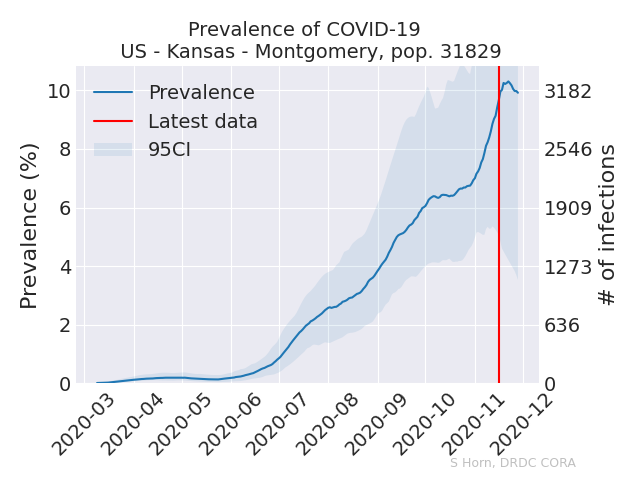 Prevalence of COVID-19
US - Kansas - Montgomery, pop. 31829
Prevalence
Latest data
95CI
Prevalence (%)
10
8
6
4
2
0
3182
2546
1909
1273
636
0
# of infections
2020-03
2020-04
2020-05
2020-06
2020-07
2020-08
2020-09
2020-10
2020-11
2020-12
S Horn, DRDC CORA